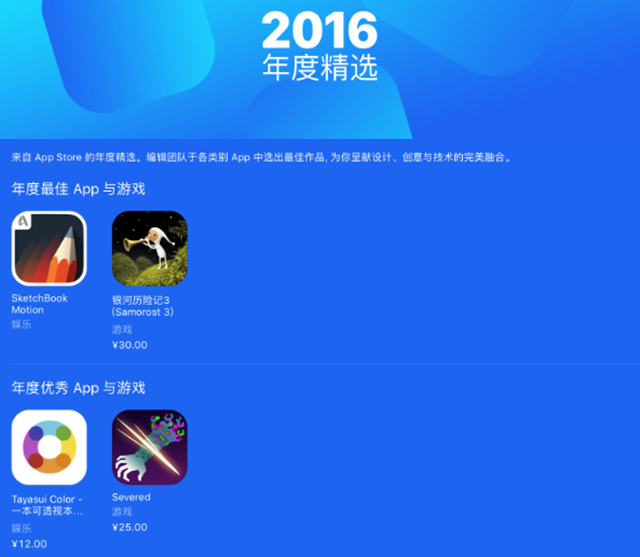 2016
年度精选
来自 App Store 的年度精选。编辑团队于各类别 App 中选出最佳作品, 为你呈献设计、创意与技术的完美融合。
年度最佳 App 与游戏
SketchBook
Motion
娱乐
银河历险记3
(Samorost 3)
游戏
¥30.00
年度优秀 App 与游戏
Tayasui Color -
一本可透视本...
娱乐
¥12.00
Severed
游戏
¥25.00